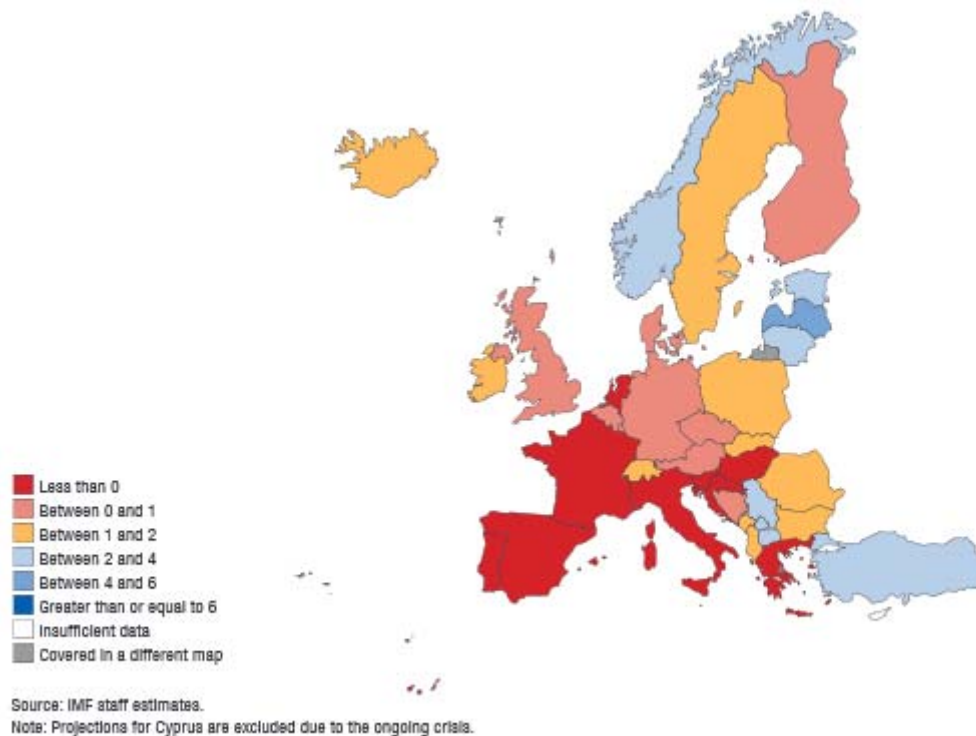 Less than 0
Between 0 and 1
Between 1 and 2
Between 2 and 4
Between 4 and 6
Greater than or equal to 6
Insufficient data
Covered in a different map
Source: IMF staff estimates.
Note: Projections for Cyprus are excluded due to the ongoing crisis.